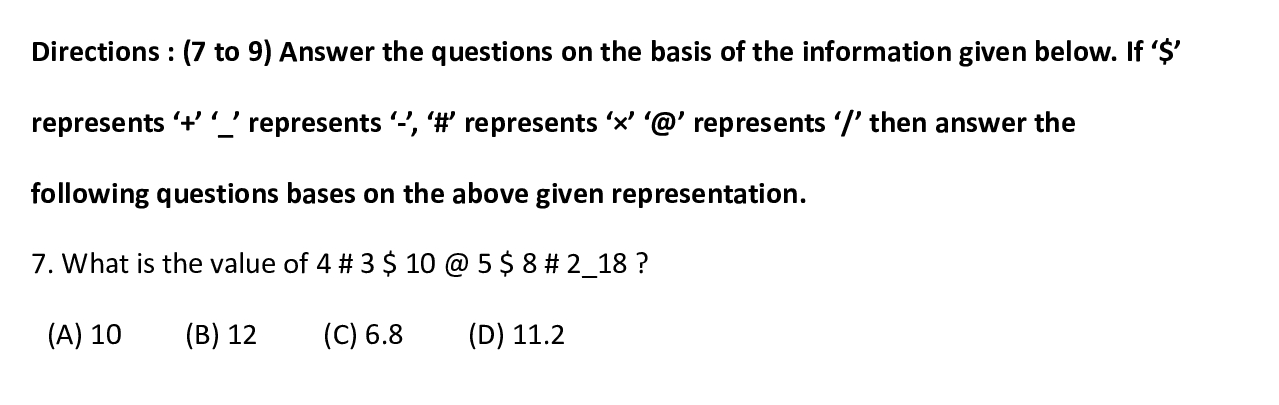 Directions : (7 to 9) Answer the questions on the basis of the information given below. If ‘$’
represents ‘+’ ‘_’ represents ‘-’, ‘#’ represents ‘×’ ‘@’ represents ‘/’ then answer the
following questions bases on the above given representation.
7. What is the value of 4 # 3 $ 10 @ 5 $ 8 # 2_18 ?
(A) 10 (B) 12 (C) 6.8 (D) 11.2